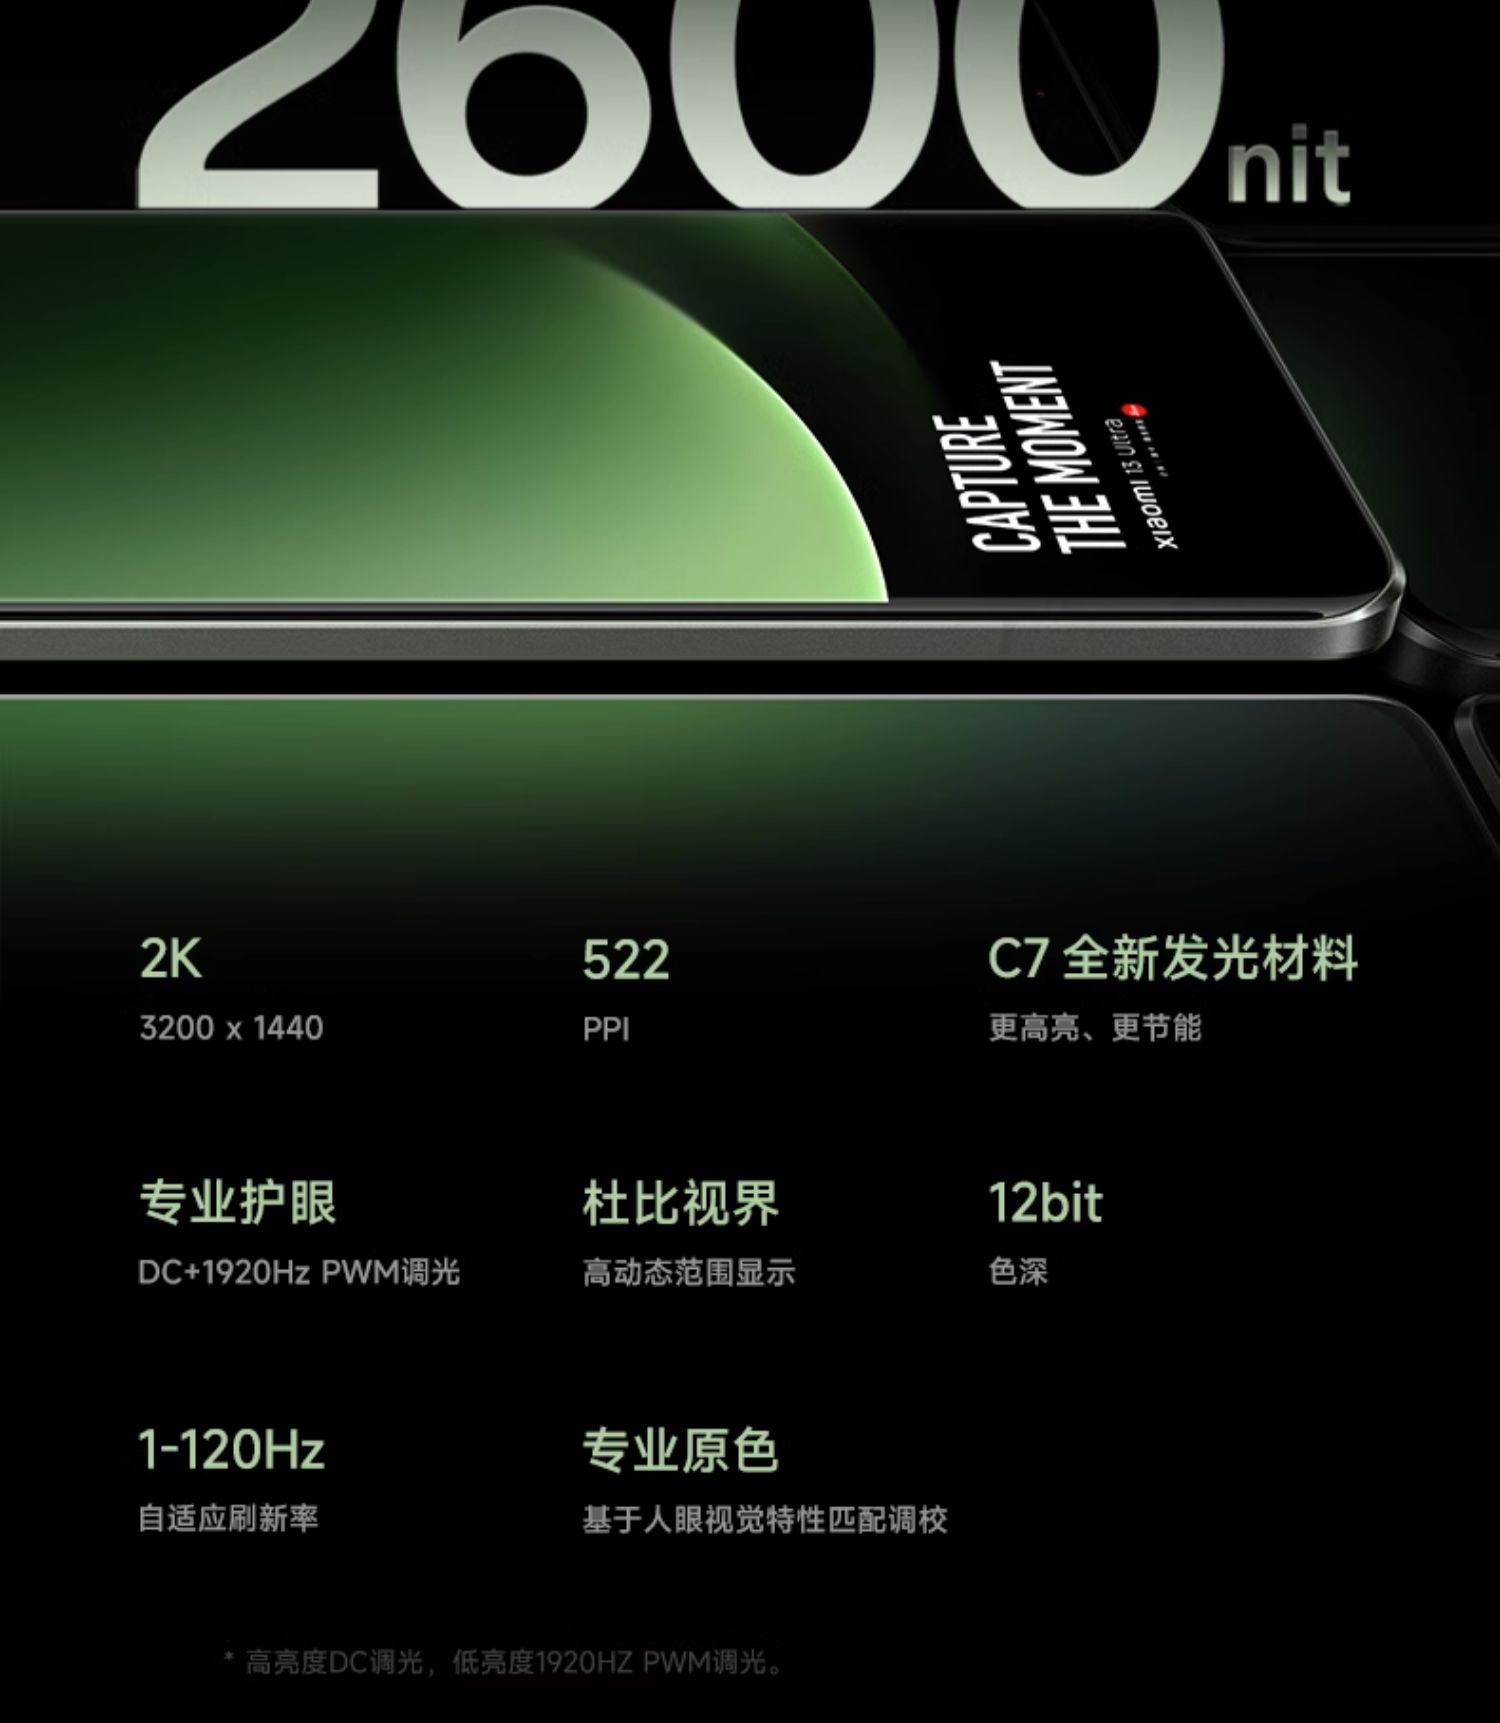 2600nit
CAPTURE
THE MOMENT
xiaomi 13 Ultra
2K
3200 x 1440
522
PPI
C7 全新发光材料
更高亮、更节能
专业护眼
DC+1920Hz PWM调光
杜比视界
高动态范围显示
12bit
色深
1-120Hz
自适应刷新率
专业原色
基于人眼视觉特性匹配调校
* 高亮度DC调光，低亮度1920HZ PWM调光。